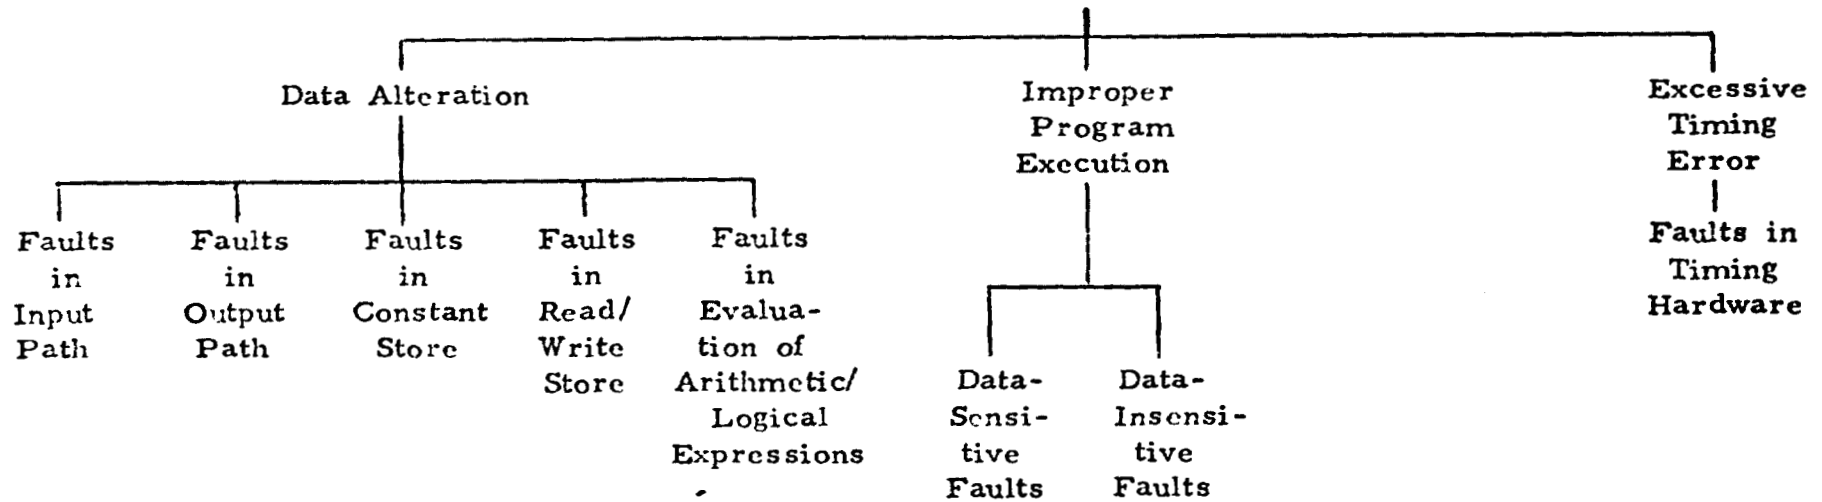 Data Alteration
Improper
Program
Execution
Excessive
Timing
Error
Faults
in
Input
Path
Faults
in
Output
Path
Faults
in
Constant
Store
Faults
in
Read/
Write
Store
Faults
in
Evalua-
tion of
Arithmetic/
Logical
Expressions
Data-
Sensi-
tive
Faults
Data-
Insensi-
tive
Faults
Faults in
Timing
Hardware